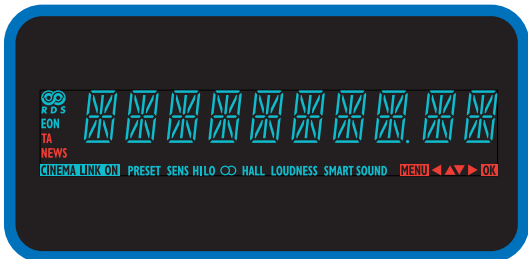 RDS
EON
TA
NEWS
CINEMA LINK ON PRESET SENS HI LO HALL LOUDNESS SMART SOUND MENU ◀ ▲ ▼ ▶ OK